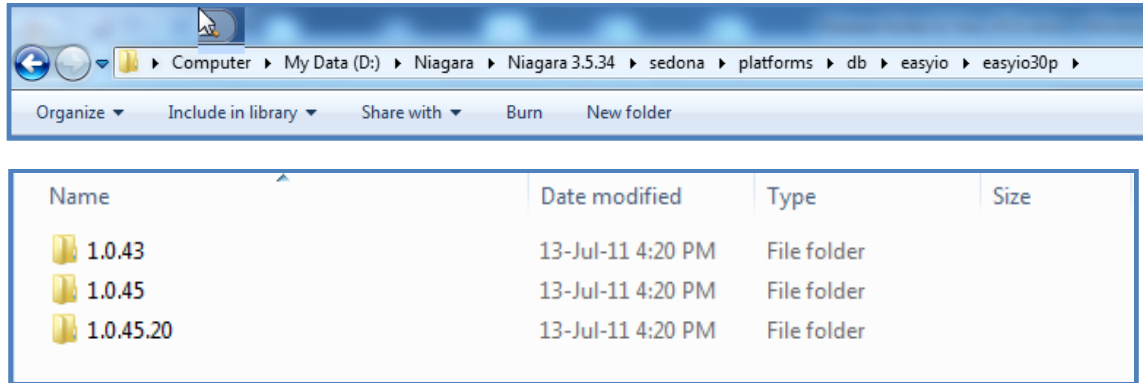 Computer ▸ My Data (D:) ▸ Niagara ▸ Niagara 3.5.34 ▸ sedona ▸ platforms ▸ db ▸ easyio ▸ easyio30p ▸
Organize ▾ Include in library ▾ Share with ▾ Burn New folder
Name Date modified Type Size
1.0.43 13-Jul-11 4:20 PM File folder
1.0.45 13-Jul-11 4:20 PM File folder
1.0.45.20 13-Jul-11 4:20 PM File folder